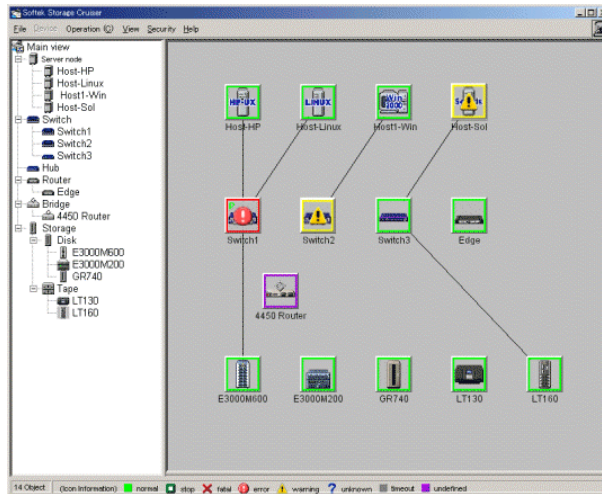 Softek Storage Cruiser
File Device Operation (C) View Security Help
Main view
Server node
Host-HP
Host-Linux
Host1-Win
Host-Sol
Switch
Switch1
Switch2
Switch3
Hub
Router
Edge
Bridge
4450 Router
Storage
Disk
E3000M600
E3000M200
GR740
Tape
LT130
LT160
HP-UX LINUX Win 2000
Host-HP Host-Linux Host1-Win Host-Sol
Switch1 Switch2 Switch3 Edge
4450 Router
E3000M600 E3000M200 GR740 LT130 LT160
14 Object (Icon Information) normal stop fatal error warning unknown timeout undefined